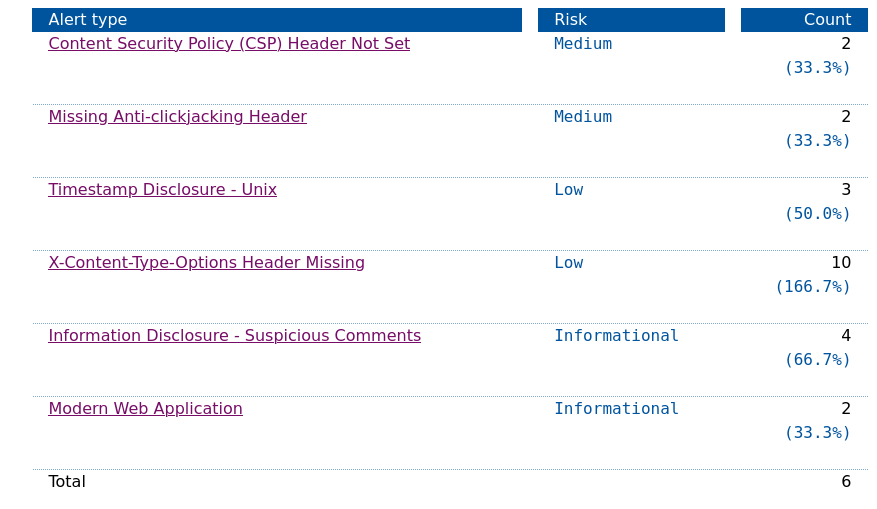 Alert type Risk Count
Content Security Policy (CSP) Header Not Set Medium 2
(33.3%)
Missing Anti-clickjacking Header Medium 2
(33.3%)
Timestamp Disclosure - Unix Low 3
(50.0%)
X-Content-Type-Options Header Missing Low 10
(166.7%)
Information Disclosure - Suspicious Comments Informational 4
(66.7%)
Modern Web Application Informational 2
(33.3%)
Total 6